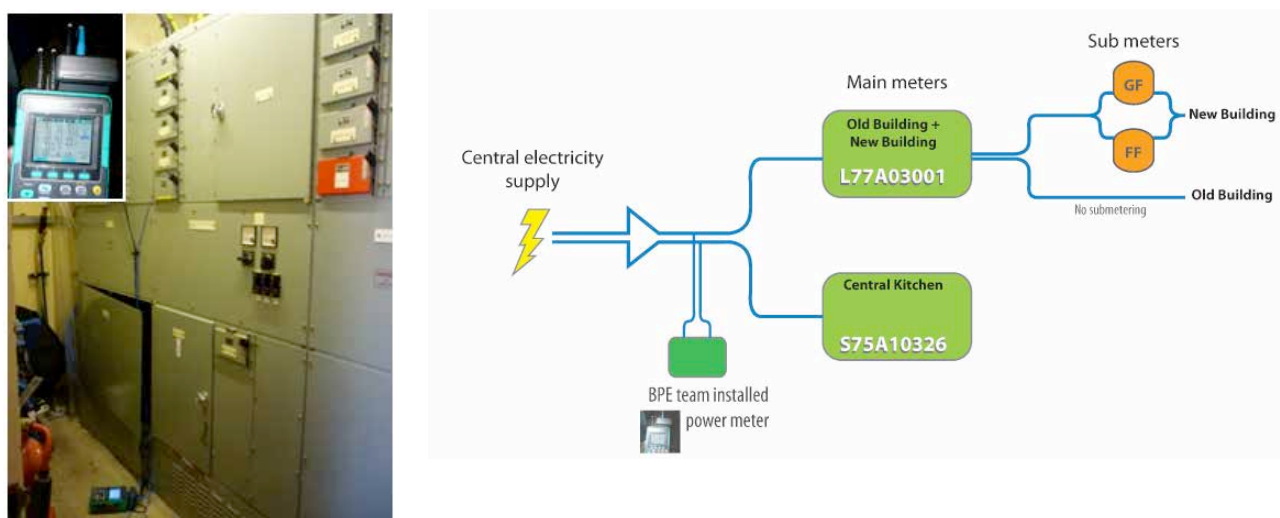 Central electricity
supply
Main meters
Old Building +
New Building
L77A03001
Central Kitchen
S75A10326
Sub meters
GF
FF
New Building
Old Building
No submetering
BPE team installed
power meter